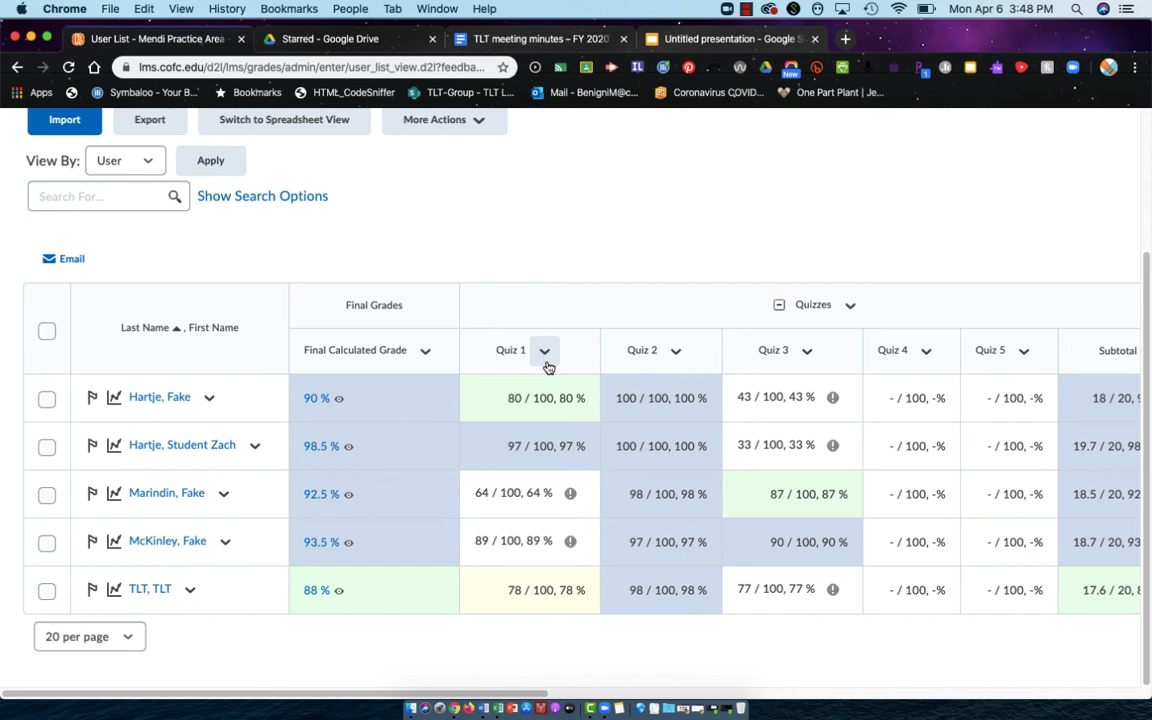 Chrome File Edit View History Bookmarks People Tab Window Help Mon Apr 6 3:48 PM
User List - Mendi Practice Area - Starred - Google Drive TLT meeting minutes – FY 2020 Untitled presentation - Google S
lms.cofc.edu/d2l/lms/grades/admin/enter/user_list_view.d2l?feedba...
New 1
Apps Symbaloo - Your B... Bookmarks HTML_CodeSniffer TLT-Group - TLT L... Mail - BenigniM@c... Coronavirus COVID... One Part Plant | Je...
Import Export Switch to Spreadsheet View More Actions
View By: User Apply
Search For... Show Search Options
Email
Final Grades Quizzes
Last Name , First Name
Final Calculated Grade Quiz 1 Quiz 2 Quiz 3 Quiz 4 Quiz 5 Subtotal
Hartje, Fake 90 % 80 / 100, 80 % 100 / 100, 100 % 43 / 100, 43 % - / 100, -% - / 100, -% 18 / 20, 9
Hartje, Student Zach 98.5 % 97 / 100, 97 % 100 / 100, 100 % 33 / 100, 33 % - / 100, -% - / 100, -% 19.7 / 20, 98
Marindin, Fake 92.5 % 64 / 100, 64 % 98 / 100, 98 % 87 / 100, 87 % - / 100, -% - / 100, -% 18.5 / 20, 92
McKinley, Fake 93.5 % 89 / 100, 89 % 97 / 100, 97 % 90 / 100, 90 % - / 100, -% - / 100, -% 18.7 / 20, 93
TLT, TLT 88 % 78 / 100, 78 % 98 / 100, 98 % 77 / 100, 77 % - / 100, -% - / 100, -% 17.6 / 20, 8
20 per page